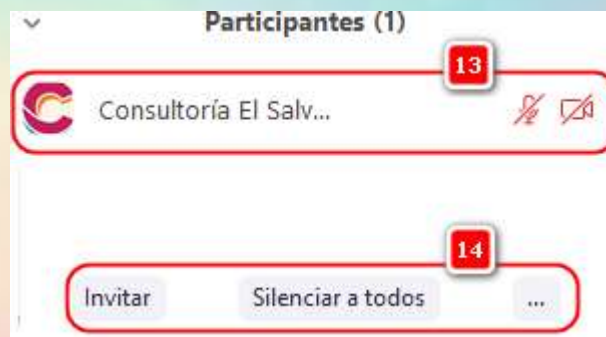 Participantes (1)
13
Consultoría El Salv...
14
Invitar Silenciar a todos ...